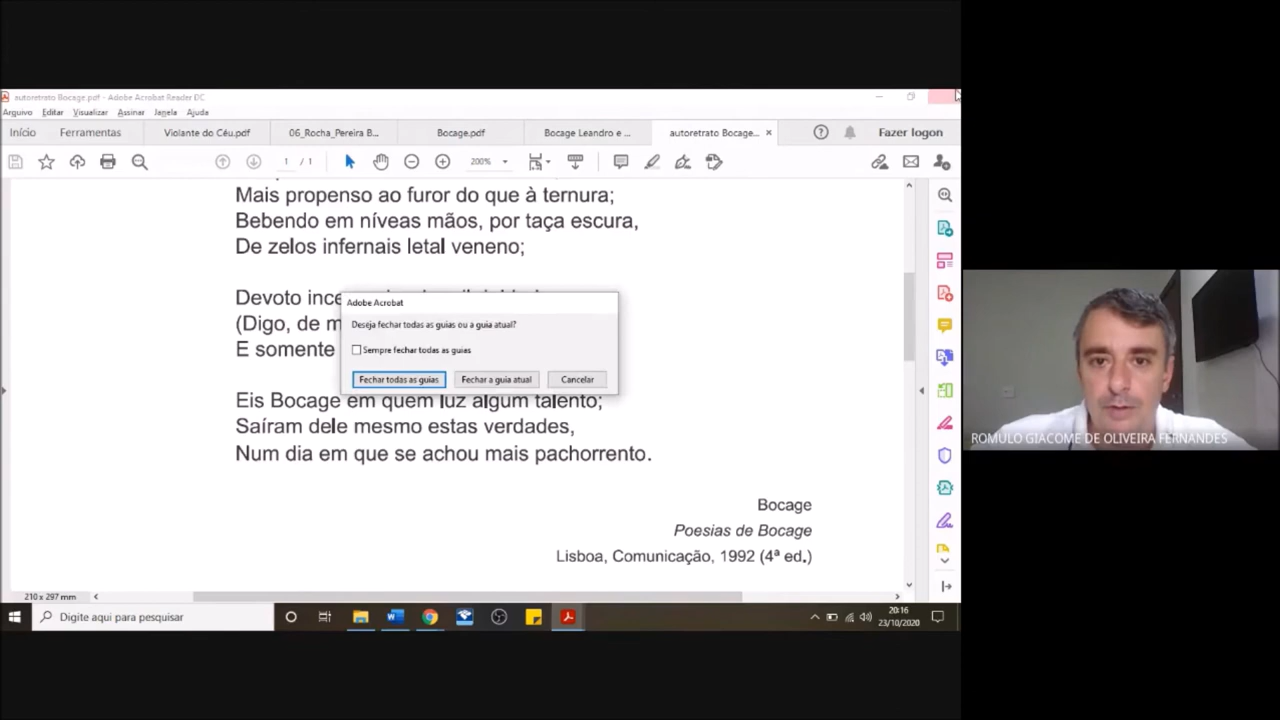 autoretrato Bocage.pdf - Adobe Acrobat Reader DC
Arquivo Editar Visualizar Assinar Janela Ajuda
Início Ferramentas Violante do Céu.pdf 06_Rocha_Pereira B... Bocage.pdf Bocage Leandro e ... autoretrato Bocage... × Fazer logon
1 / 1 200%
Mais propenso ao furor do que à ternura;
Bebendo em níveas mãos, por taça escura,
De zelos infernais letal veneno;
Devoto
(Digo, de
E somente
Adobe Acrobat
Deseja fechar todas as guias ou a guia atual?
Sempre fechar todas as guias
Fechar todas as guias Fechar a guia atual Cancelar
Eis Bocage em quem luz algum talento;
Saíram dele mesmo estas verdades,
Num dia em que se achou mais pachorrento.
Bocage
Poesias de Bocage
Lisboa, Comunicação, 1992 (4ª ed.)
210 x 297 mm
Digite aqui para pesquisar
20:16
23/10/2020
ROMULO GIACOME DE OLIVEIRA FERNANDES